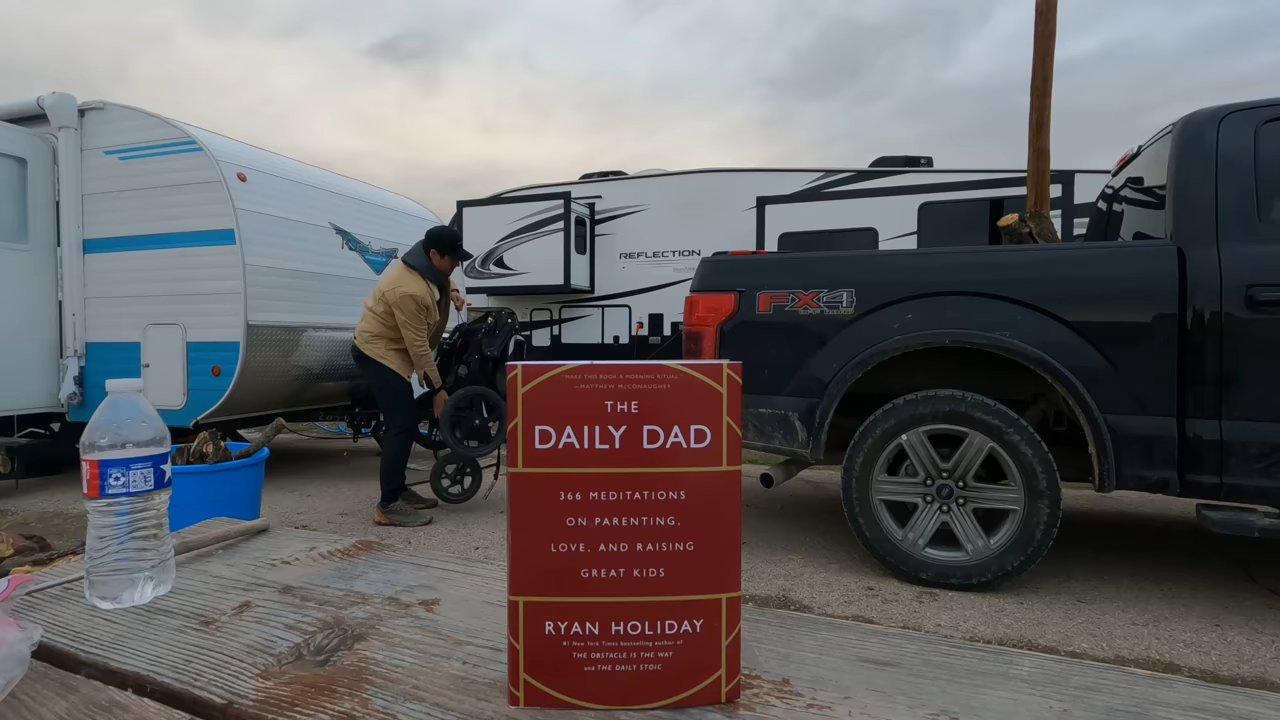 REFLECTION
FX4
"MAKE THIS BOOK A MORNING RITUAL."
—MATTHEW MCCONAUGHEY
THE
DAILY DAD
366 MEDITATIONS
ON PARENTING,
LOVE, AND RAISING
GREAT KIDS
RYAN HOLIDAY
#1 New York Times bestselling author of
THE OBSTACLE IS THE WAY
and THE DAILY STOIC